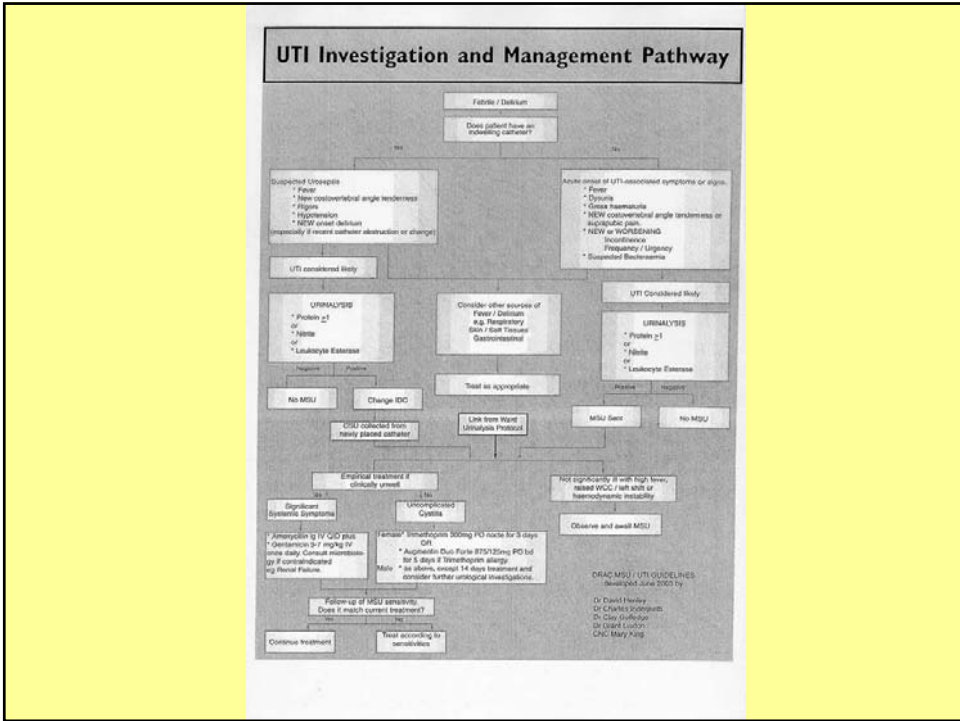 UTI Investigation and Management Pathway
Febrile / Delirium
Does patient have an
indwelling catheter?
Yes
No
Suspected Urosepsis
* Fever
* New costovertebral angle tenderness
* Rigors
* Hypotension
* NEW onset delirium
(especially if recent catheter obstruction or change)
Acute onset of UTI-associated symptoms or signs.
* Fever
* Dysuria
* Gross haematuria
* NEW costovertebral angle tenderness or
suprapubic pain.
* NEW or WORSENING
Incontinence
Frequency / Urgency
* Suspected Bacteraemia
UTI considered likely
UTI Considered likely
URINALYSIS
* Protein ≥1
or
* Nitrite
or
* Leukocyte Esterase
Consider other sources of
Fever / Delirium
e.g. Respiratory
Skin / Soft Tissues
Gastrointestinal
URINALYSIS
* Protein ≥1
or
* Nitrite
or
* Leukocyte Esterase
Negative
Positive
Treat as appropriate
Positive
Negative
No MSU
Change IDC
Link from Ward
Urinalysis Protocol
MSU Sent
No MSU
CSU collected from
newly placed catheter
Empirical treatment if
clinically unwell
Not significantly ill with high fever,
raised WCC / left shift or
haemodynamic instability
Yes
No
Significant
Systemic Symptoms
Uncomplicated
Cystitis
Observe and await MSU
* Amoxycillin Ig IV QID plus
* Gentamicin mg/kg IV
once daily. Consult
gy if contraindicated
eg Renal Failure.
Female * Trimethoprim 300mg PO nocte for 3 days
OR
* Augmentin Duo Forte 875/125mg PO bd
for 5 days if Trimethoprim allergy.
Male * as above, except 14 days treatment and
consider further urological investigations.
Follow-up of MSU sensitivity.
Does it match current treatment?
Yes
No
Continue treatment
Treat according to
sensitivities
DRAC MSU / UTI GUIDELINES
developed June 2003 by
Dr David Henley
Dr Charles
Dr Clay Golledge
Dr Grant
CNC Mary King